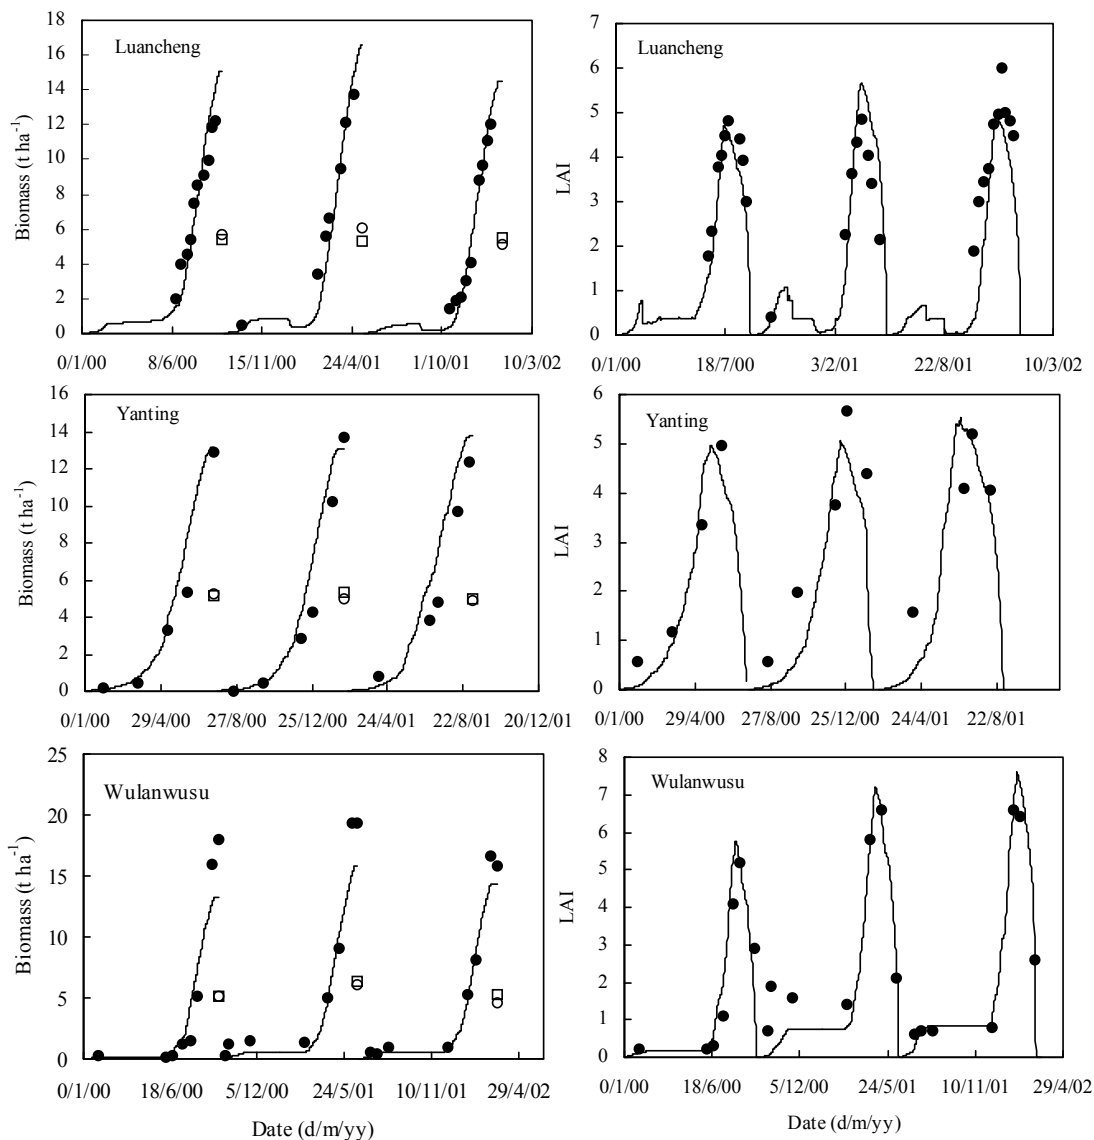 18
16
14
12
10
8
6
4
2
0
Biomass (t ha⁻¹)
Luancheng
0/1/00 8/6/00 15/11/00 24/4/01 1/10/01 10/3/02
7
6
5
4
3
2
1
0
LAI
Luancheng
0/1/00 18/7/00 3/2/01 22/8/01 10/3/02
16
14
12
10
8
6
4
2
0
Biomass (t ha⁻¹)
Yanting
0/1/00 29/4/00 27/8/00 25/12/00 24/4/01 22/8/01 20/12/01
6
5
4
3
2
1
0
LAI
Yanting
0/1/00 29/4/00 27/8/00 25/12/00 24/4/01 22/8/01
25
20
15
10
5
0
Biomass (t ha⁻¹)
Wulanwusu
0/1/00 18/6/00 5/12/00 24/5/01 10/11/01 29/4/02
Date (d/m/yy)
8
7
6
5
4
3
2
1
0
LAI
Wulanwusu
0/1/00 18/6/00 5/12/00 24/5/01 10/11/01 29/4/02
Date (d/m/yy)